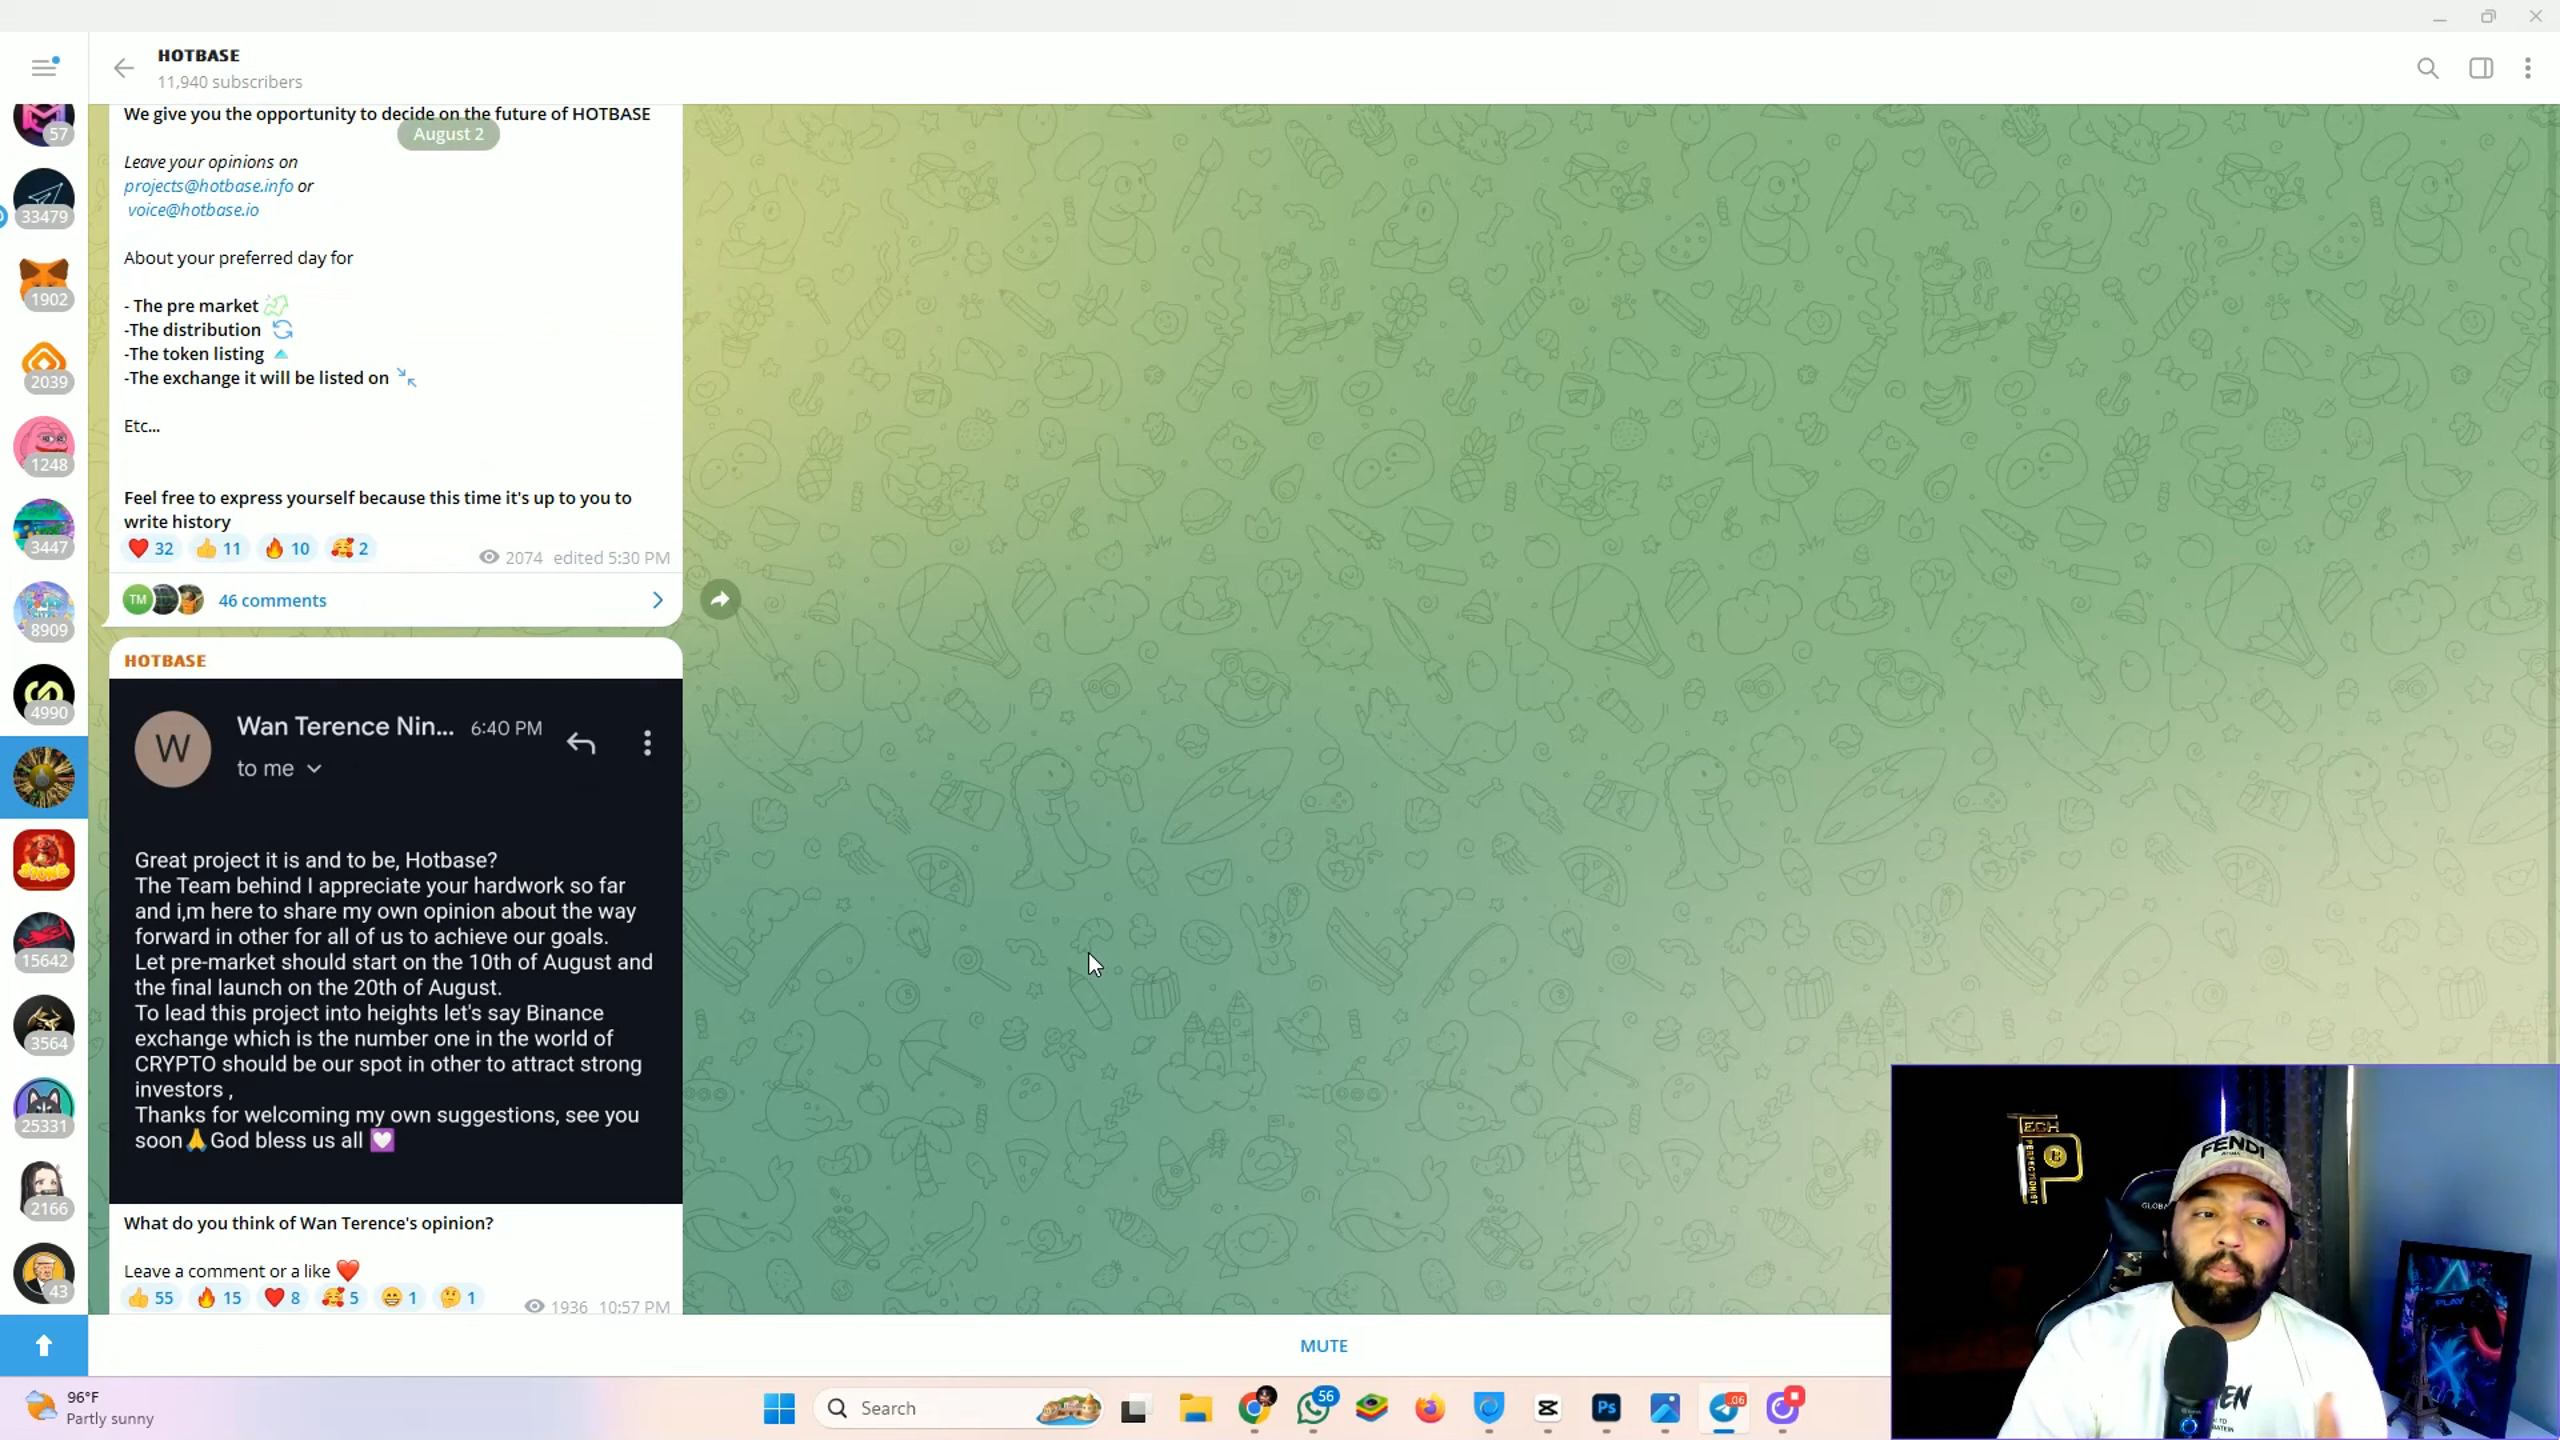 HOTBASE
11,940 subscribers
57
33479
1902
2039
1248
3447
8909
4990
15642
3564
25331
2166
43
We give you the opportunity to decide on the future of HOTBASE
August 2
Leave your opinions on
projects@hotbase.info or
voice@hotbase.io
About your preferred day for
- The pre market
-The distribution
-The token listing
-The exchange it will be listed on
Etc...
Feel free to express yourself because this time it's up to you to
write history
❤️ 32 👍 11 🔥 10 🥰 2
2074 edited 5:30 PM
TM
46 comments
HOTBASE
W
Wan Terence Nin... 6:40 PM
to me
Great project it is and to be, Hotbase?
The Team behind I appreciate your hardwork so far
and i,m here to share my own opinion about the way
forward in other for all of us to achieve our goals.
Let pre-market should start on the 10th of August and
the final launch on the 20th of August.
To lead this project into heights let's say Binance
exchange which is the number one in the world of
CRYPTO should be our spot in other to attract strong
investors ,
Thanks for welcoming my own suggestions, see you
soon🙏God bless us all 💟
What do you think of Wan Terence's opinion?
Leave a comment or a like ❤️
👍 55 🔥 15 ❤️ 8 🥰 5 😁 1 🤔 1
1936 10:57 PM
MUTE
TECH
PERFECTIONIST
FENDI
PLAY
96°F
Partly sunny
Search
56
Ps
06